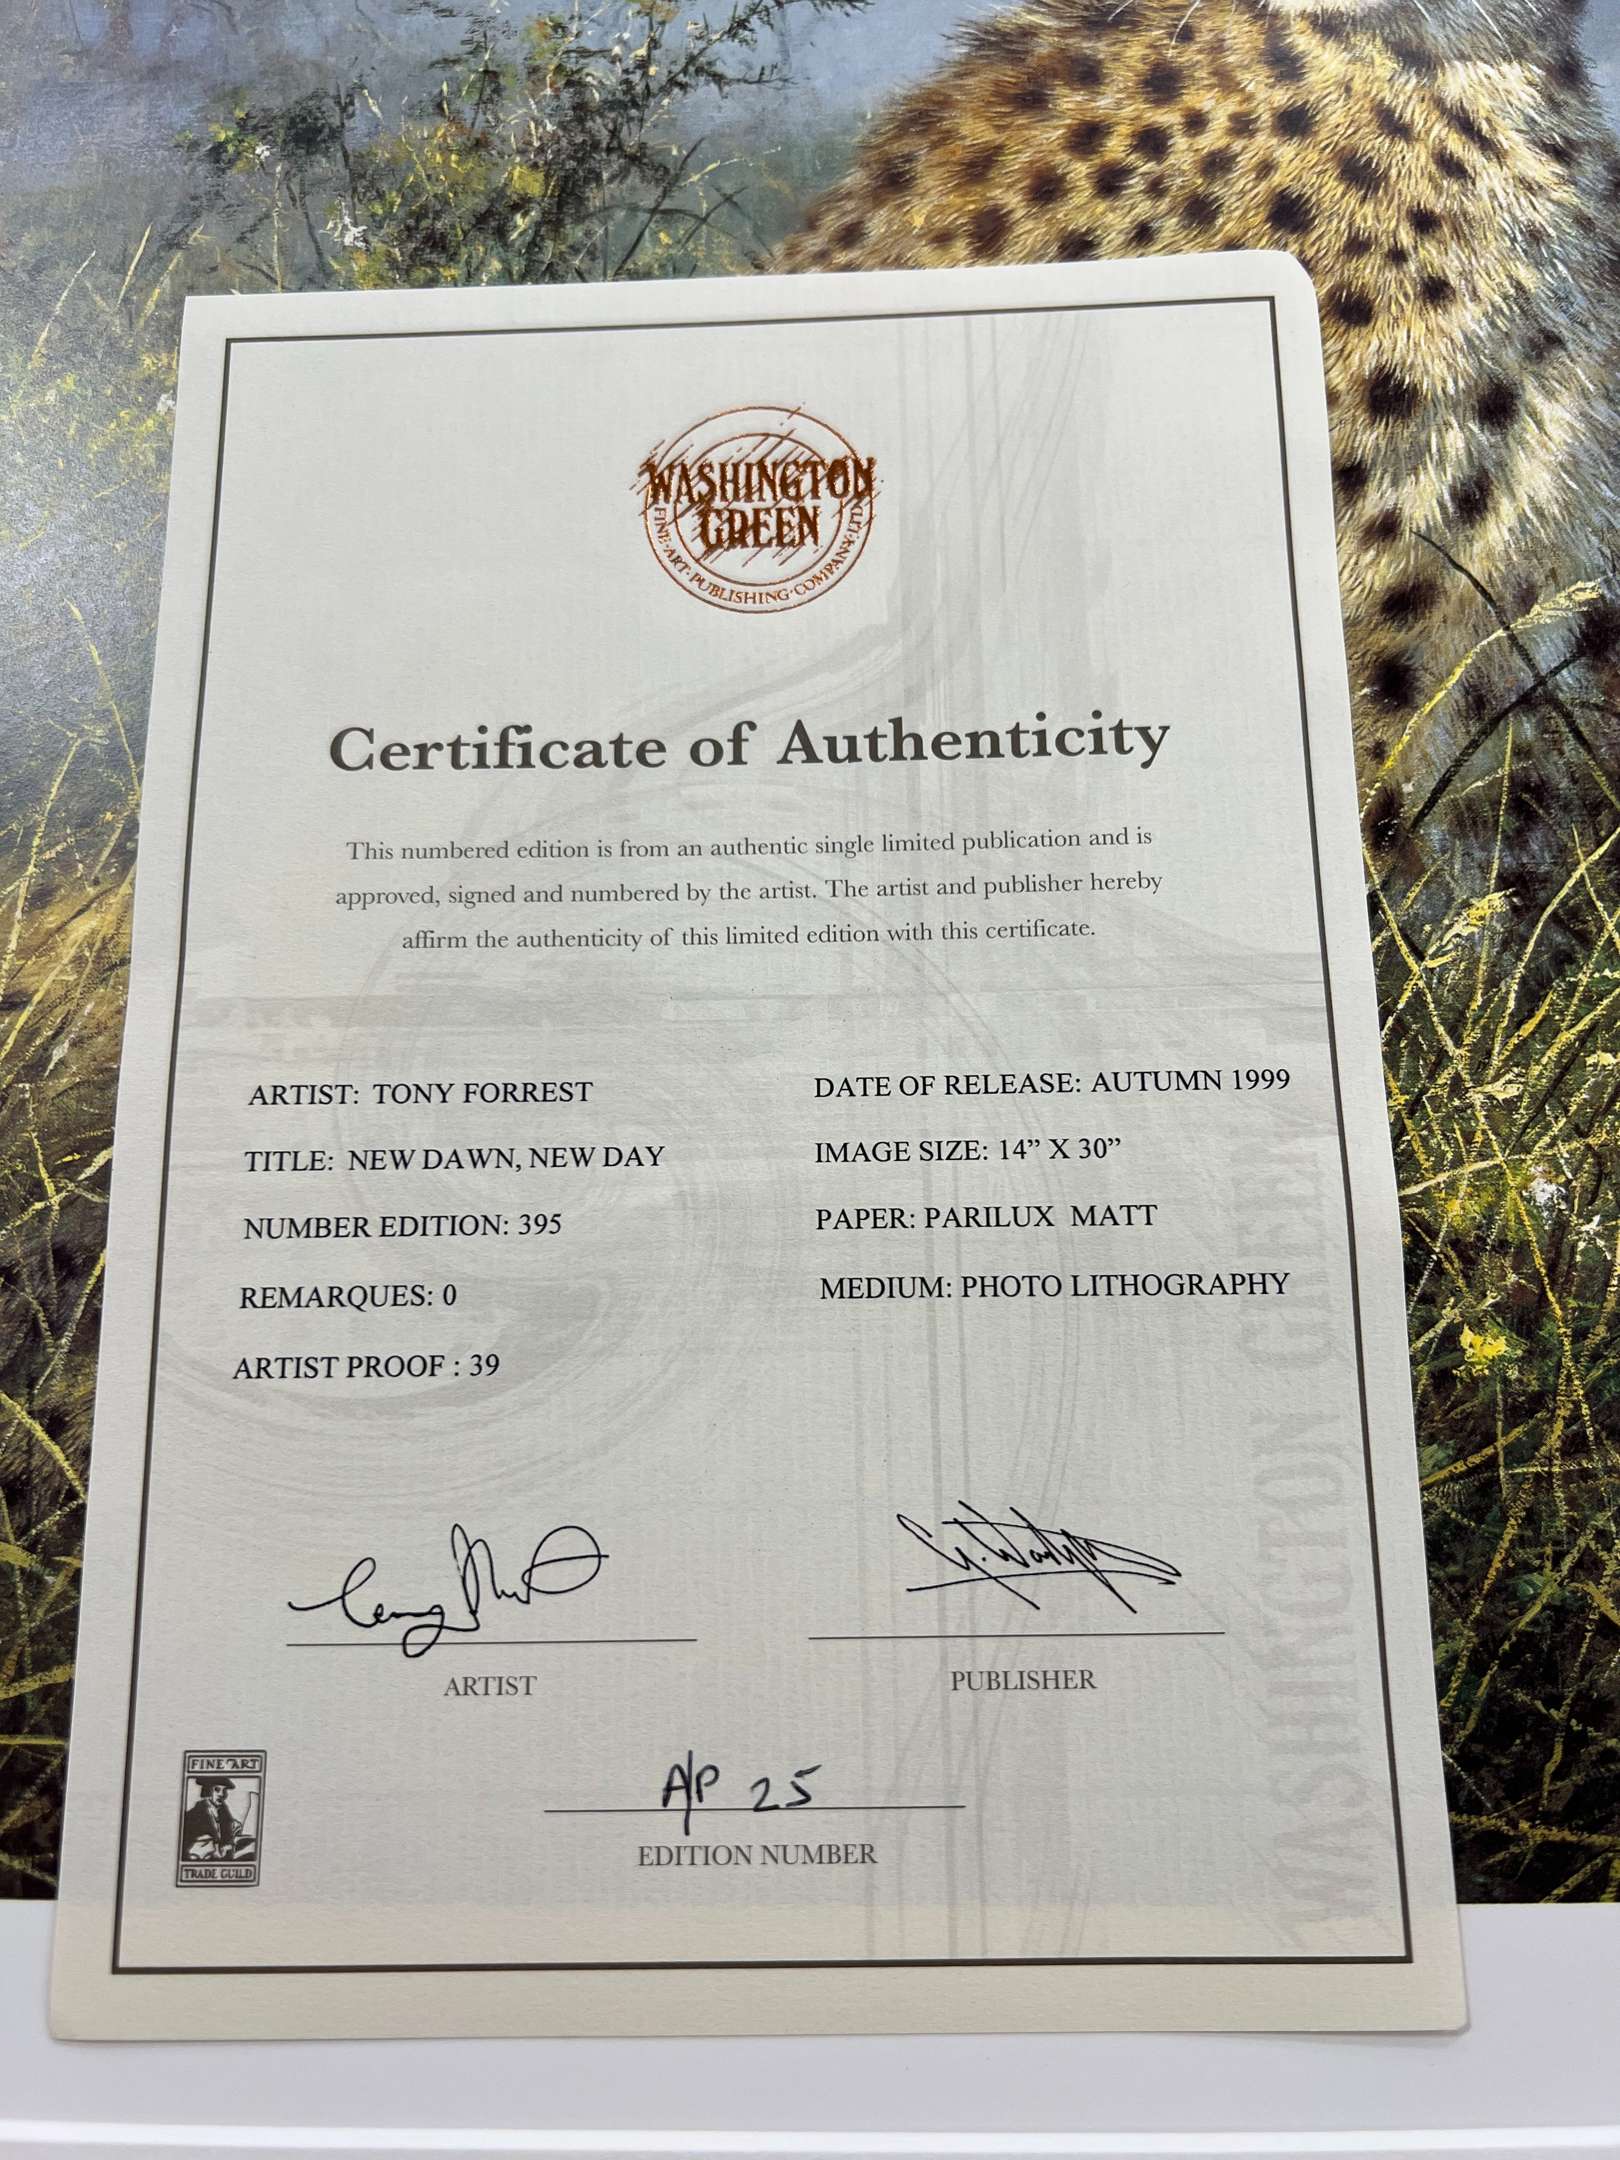 WASHINGTON
GREEN
FINE·ART·PUBLISHING·COMPANY·LTD
Certificate of Authenticity
This numbered edition is from an authentic single limited publication and is
approved, signed and numbered by the artist. The artist and publisher hereby
affirm the authenticity of this limited edition with this certificate.
ARTIST: TONY FORREST
DATE OF RELEASE: AUTUMN 1999
TITLE: NEW DAWN, NEW DAY
IMAGE SIZE: 14” X 30”
NUMBER EDITION: 395
PAPER: PARILUX MATT
REMARQUES: 0
MEDIUM: PHOTO LITHOGRAPHY
ARTIST PROOF : 39
ARTIST
PUBLISHER
A/P 25
EDITION NUMBER
FINE ART
TRADE GUILD
WASHINGTON GREEN